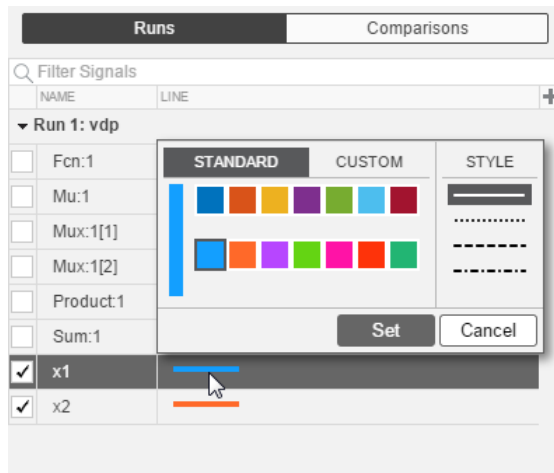 Runs Comparisons
Filter Signals
NAME LINE
Run 1: vdp
Fcn:1
STANDARD CUSTOM STYLE
Mu:1
Mux:1[1]
Mux:1[2]
Product:1
Sum:1
Set Cancel
x1
x2